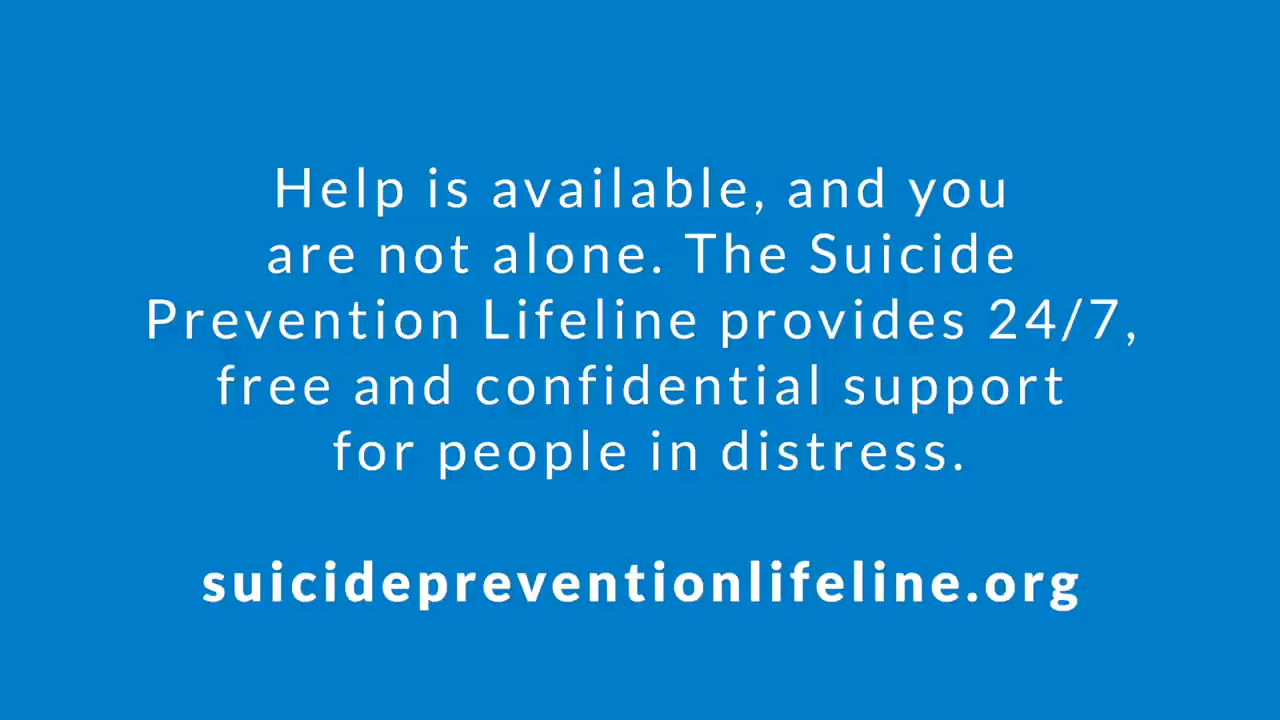 Help is available, and you
are not alone. The Suicide
Prevention Lifeline provides 24/7,
free and confidential support
for people in distress.
suicidepreventionlifeline.org